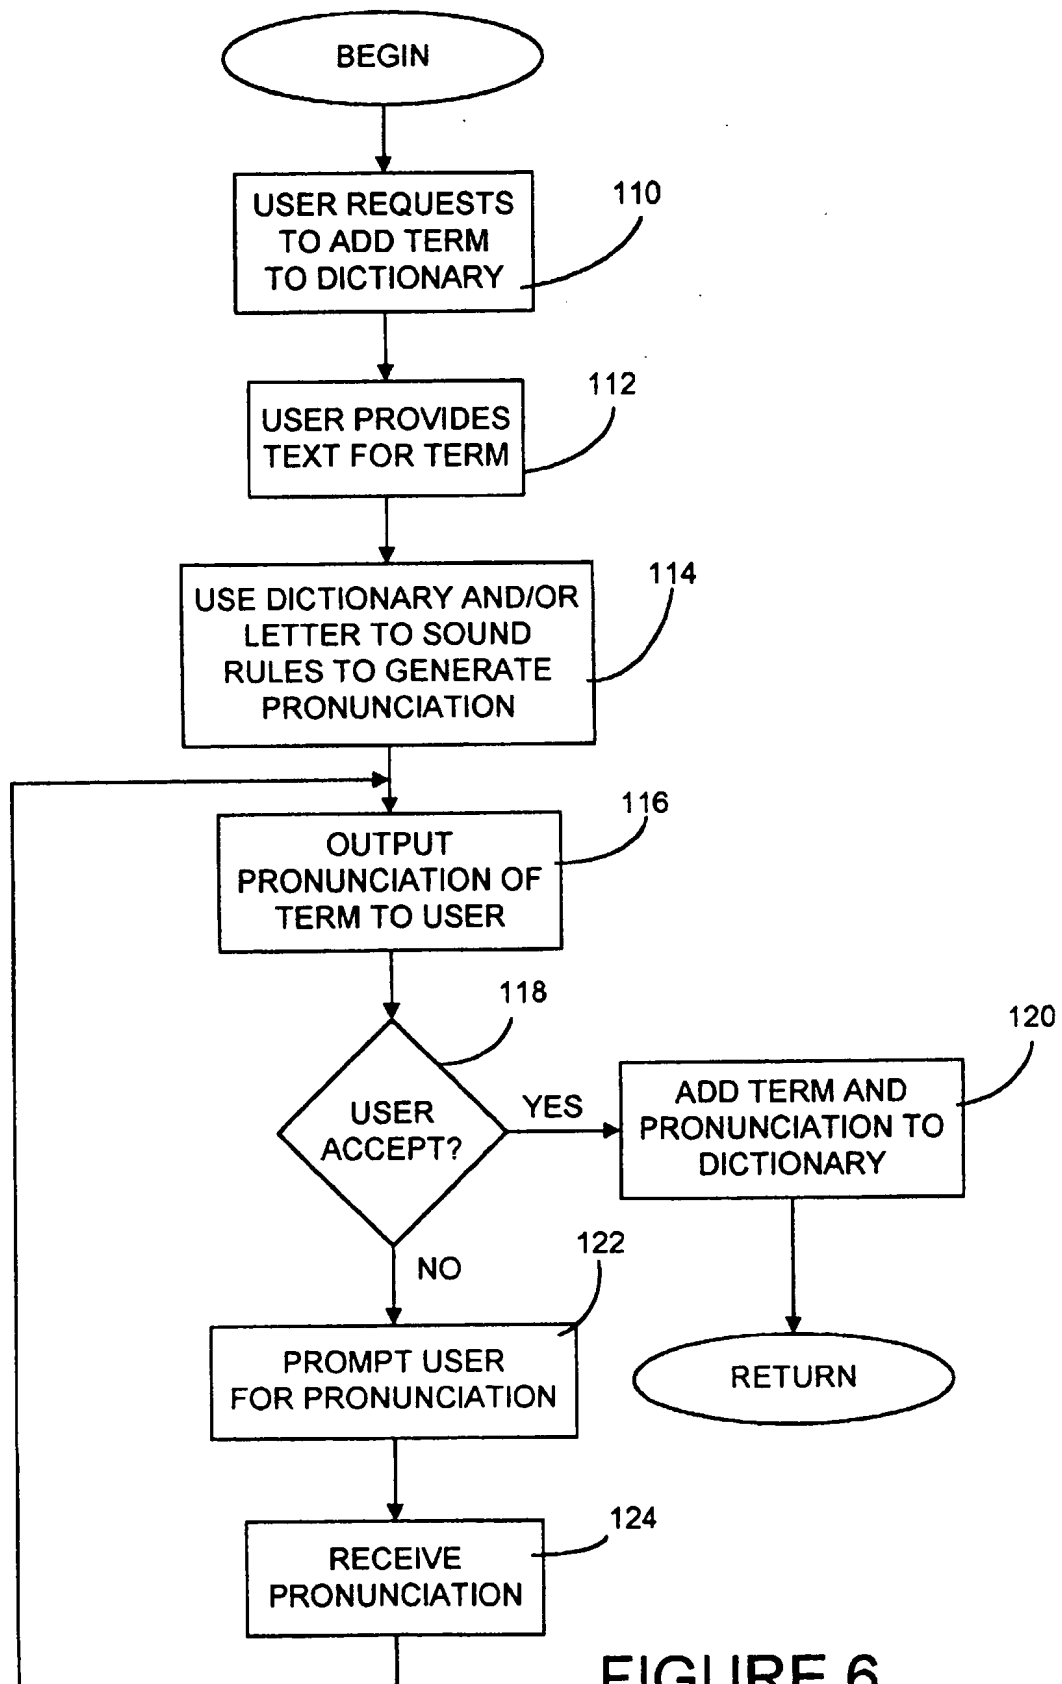 BEGIN
USER REQUESTS
TO ADD TERM
TO DICTIONARY
110
USER PROVIDES
TEXT FOR TERM
112
USE DICTIONARY AND/OR
LETTER TO SOUND
RULES TO GENERATE
PRONUNCIATION
114
OUTPUT
PRONUNCIATION OF
TERM TO USER
116
USER
ACCEPT?
118
YES
ADD TERM AND
PRONUNCIATION TO
DICTIONARY
120
RETURN
NO
PROMPT USER
FOR PRONUNCIATION
122
RECEIVE
PRONUNCIATION
124
FIGURE 6